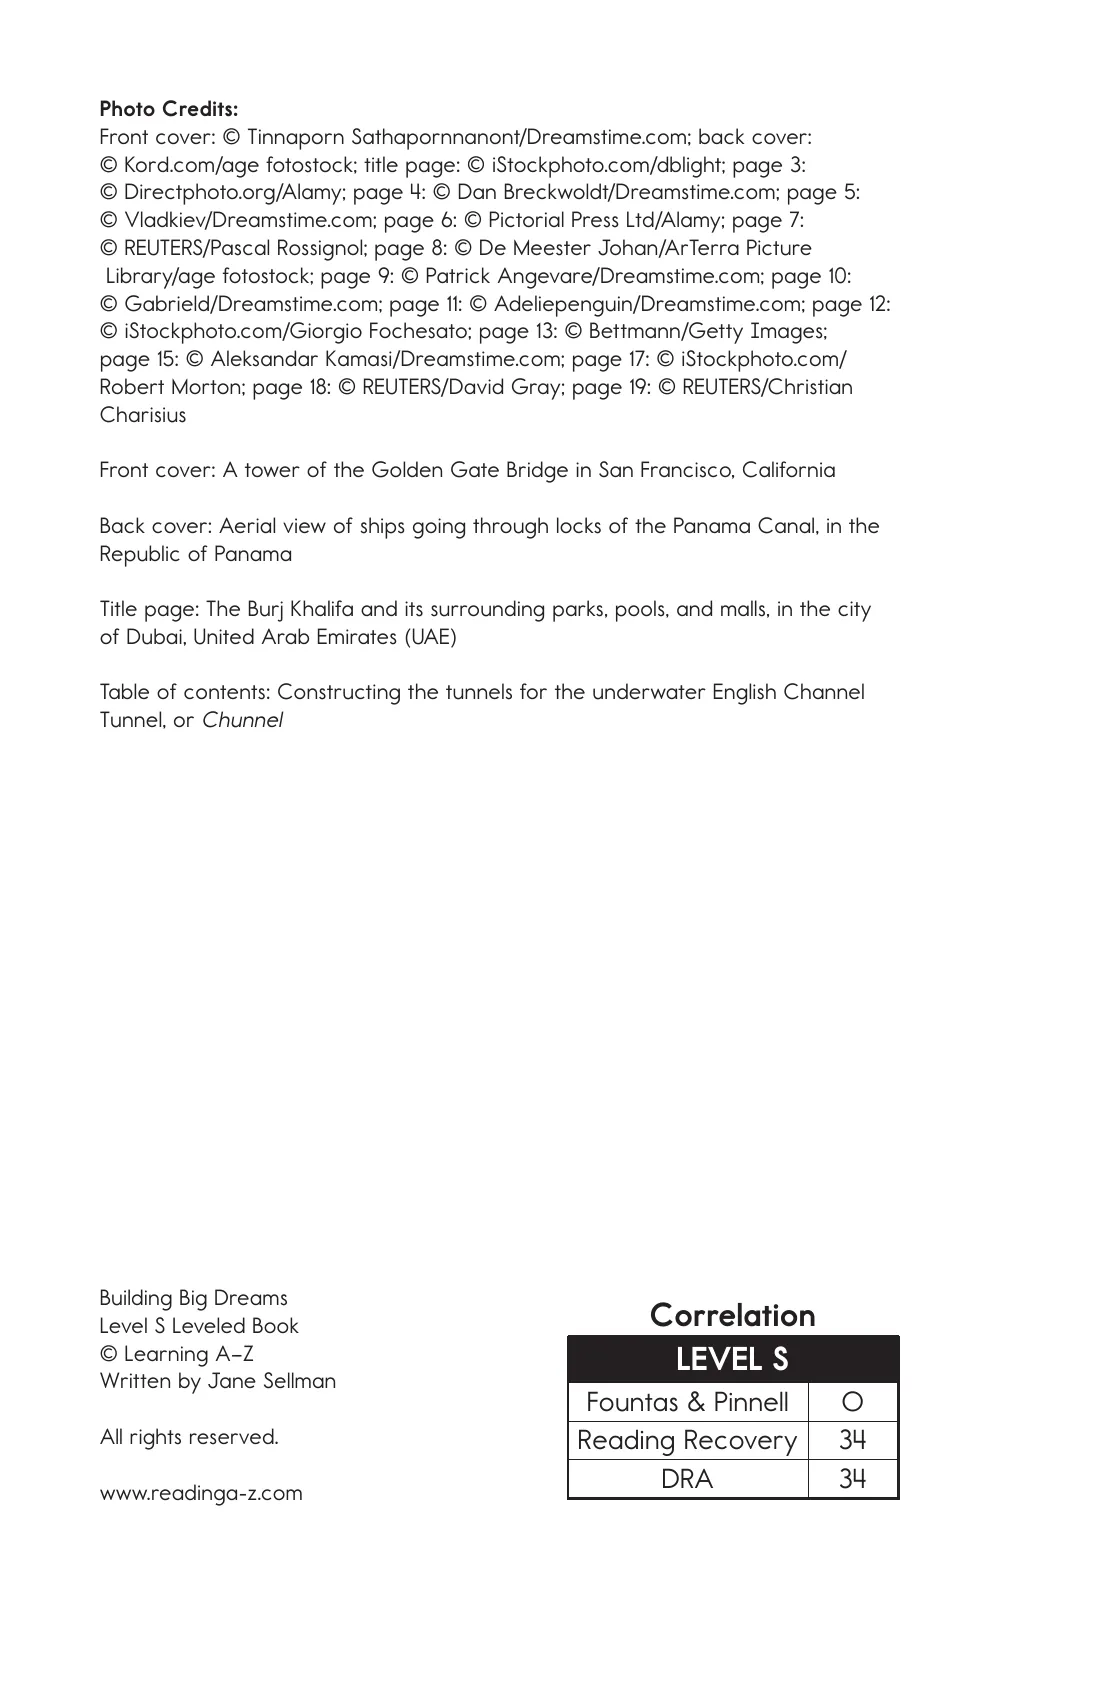 Photo Credits:
Front cover: © Tinnaporn Sathapornnanont/Dreamstime.com; back cover:
© Kord.com/age fotostock; title page: © iStockphoto.com/dblight; page 3:
© Directphoto.org/Alamy; page 4: © Dan Breckwoldt/Dreamstime.com; page 5:
© Vladkiev/Dreamstime.com; page 6: © Pictorial Press Ltd/Alamy; page 7:
© REUTERS/Pascal Rossignol; page 8: © De Meester Johan/ArTerra Picture
Library/age fotostock; page 9: © Patrick Angevare/Dreamstime.com; page 10:
© Gabrield/Dreamstime.com; page 11: © Adeliepenguin/Dreamstime.com; page 12:
© iStockphoto.com/Giorgio Fochesato; page 13: © Bettmann/Getty Images;
page 15: © Aleksandar Kamasi/Dreamstime.com; page 17: © iStockphoto.com/
Robert Morton; page 18: © REUTERS/David Gray; page 19: © REUTERS/Christian
Charisius
Front cover: A tower of the Golden Gate Bridge in San Francisco, California
Back cover: Aerial view of ships going through locks of the Panama Canal, in the
Republic of Panama
Title page: The Burj Khalifa and its surrounding parks, pools, and malls, in the city
of Dubai, United Arab Emirates (UAE)
Table of contents: Constructing the tunnels for the underwater English Channel
Tunnel, or Chunnel
Building Big Dreams
Level S Leveled Book
© Learning A–Z
Written by Jane Sellman
All rights reserved.
www.readinga-z.com
Correlation
LEVEL S
Fountas & Pinnell O
Reading Recovery 34
DRA 34